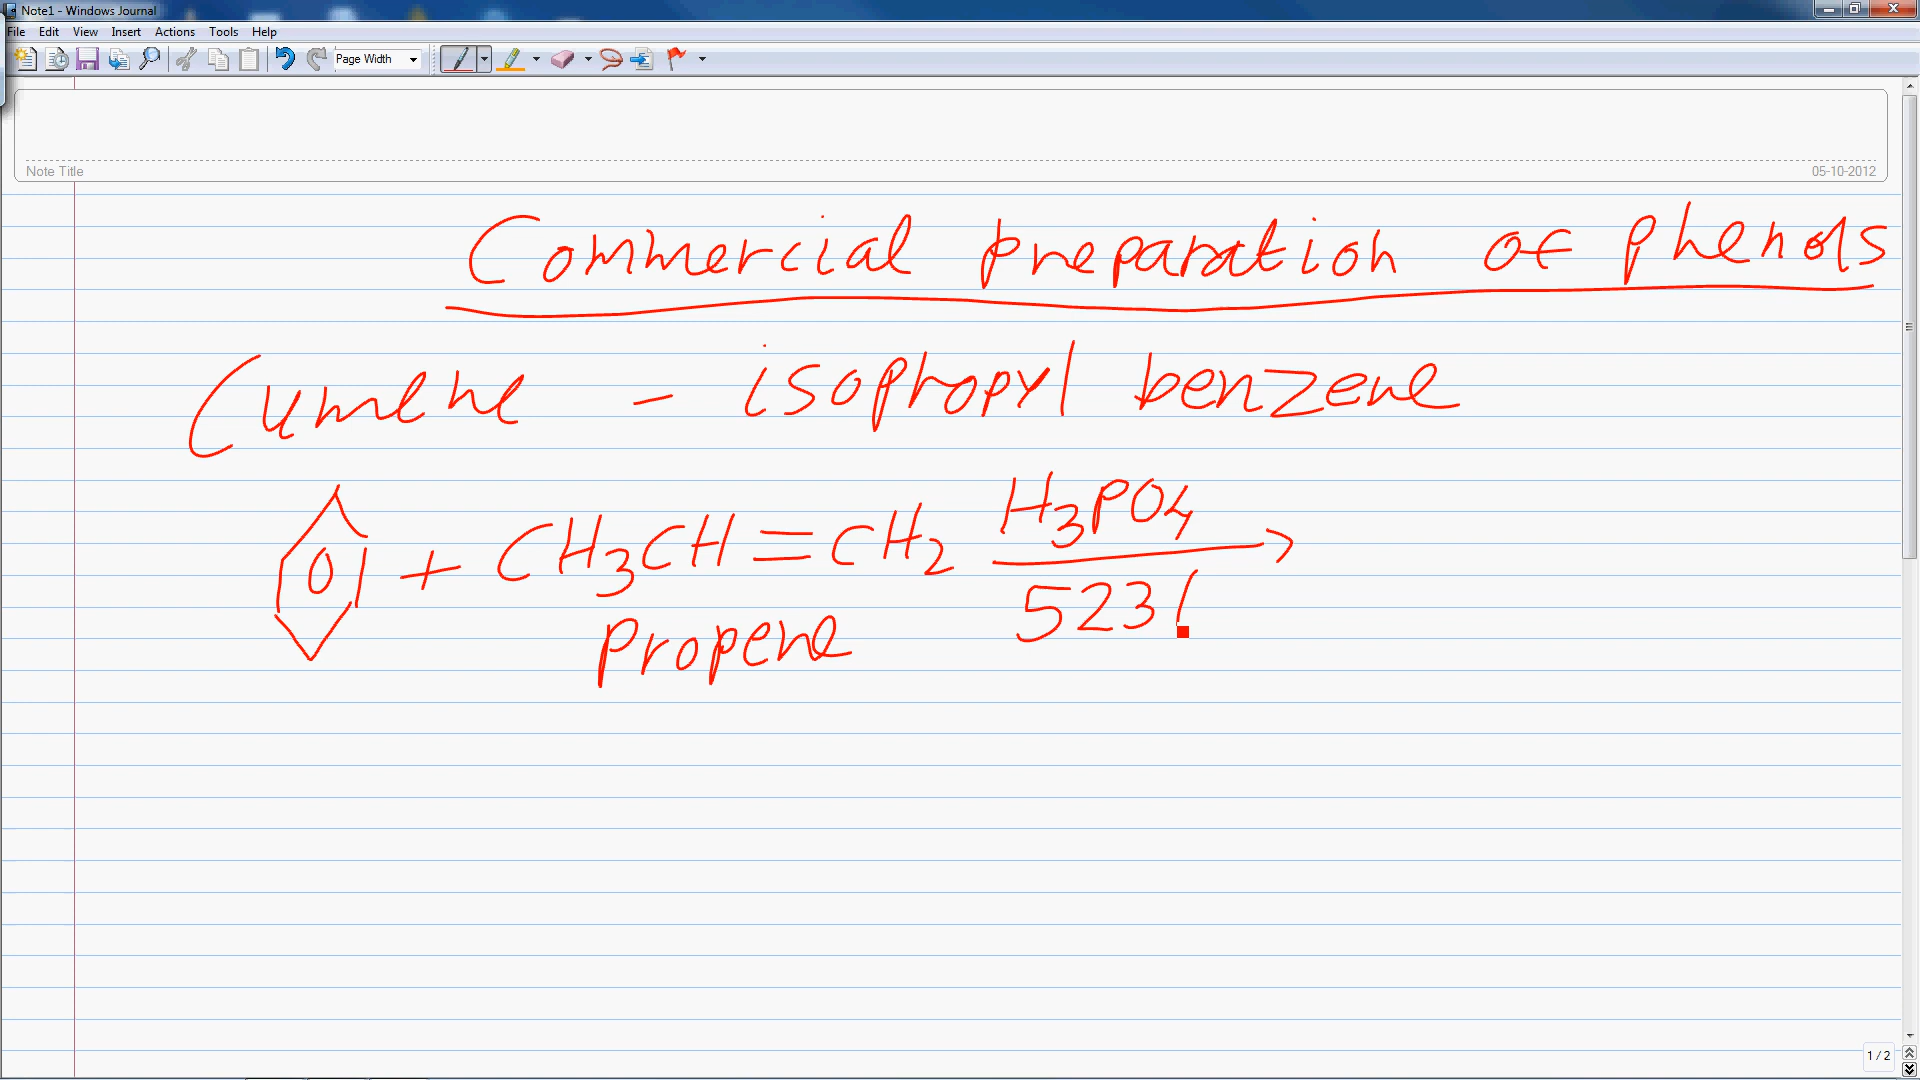 Note1 - Windows Journal
File Edit View Insert Actions Tools Help
Page Width
Note Title
05-10-2012
Commercial preparation of phenols
Cumene - isopropyl benzene
+ CH3CH=CH2 H3PO4
523
propene
1 / 2